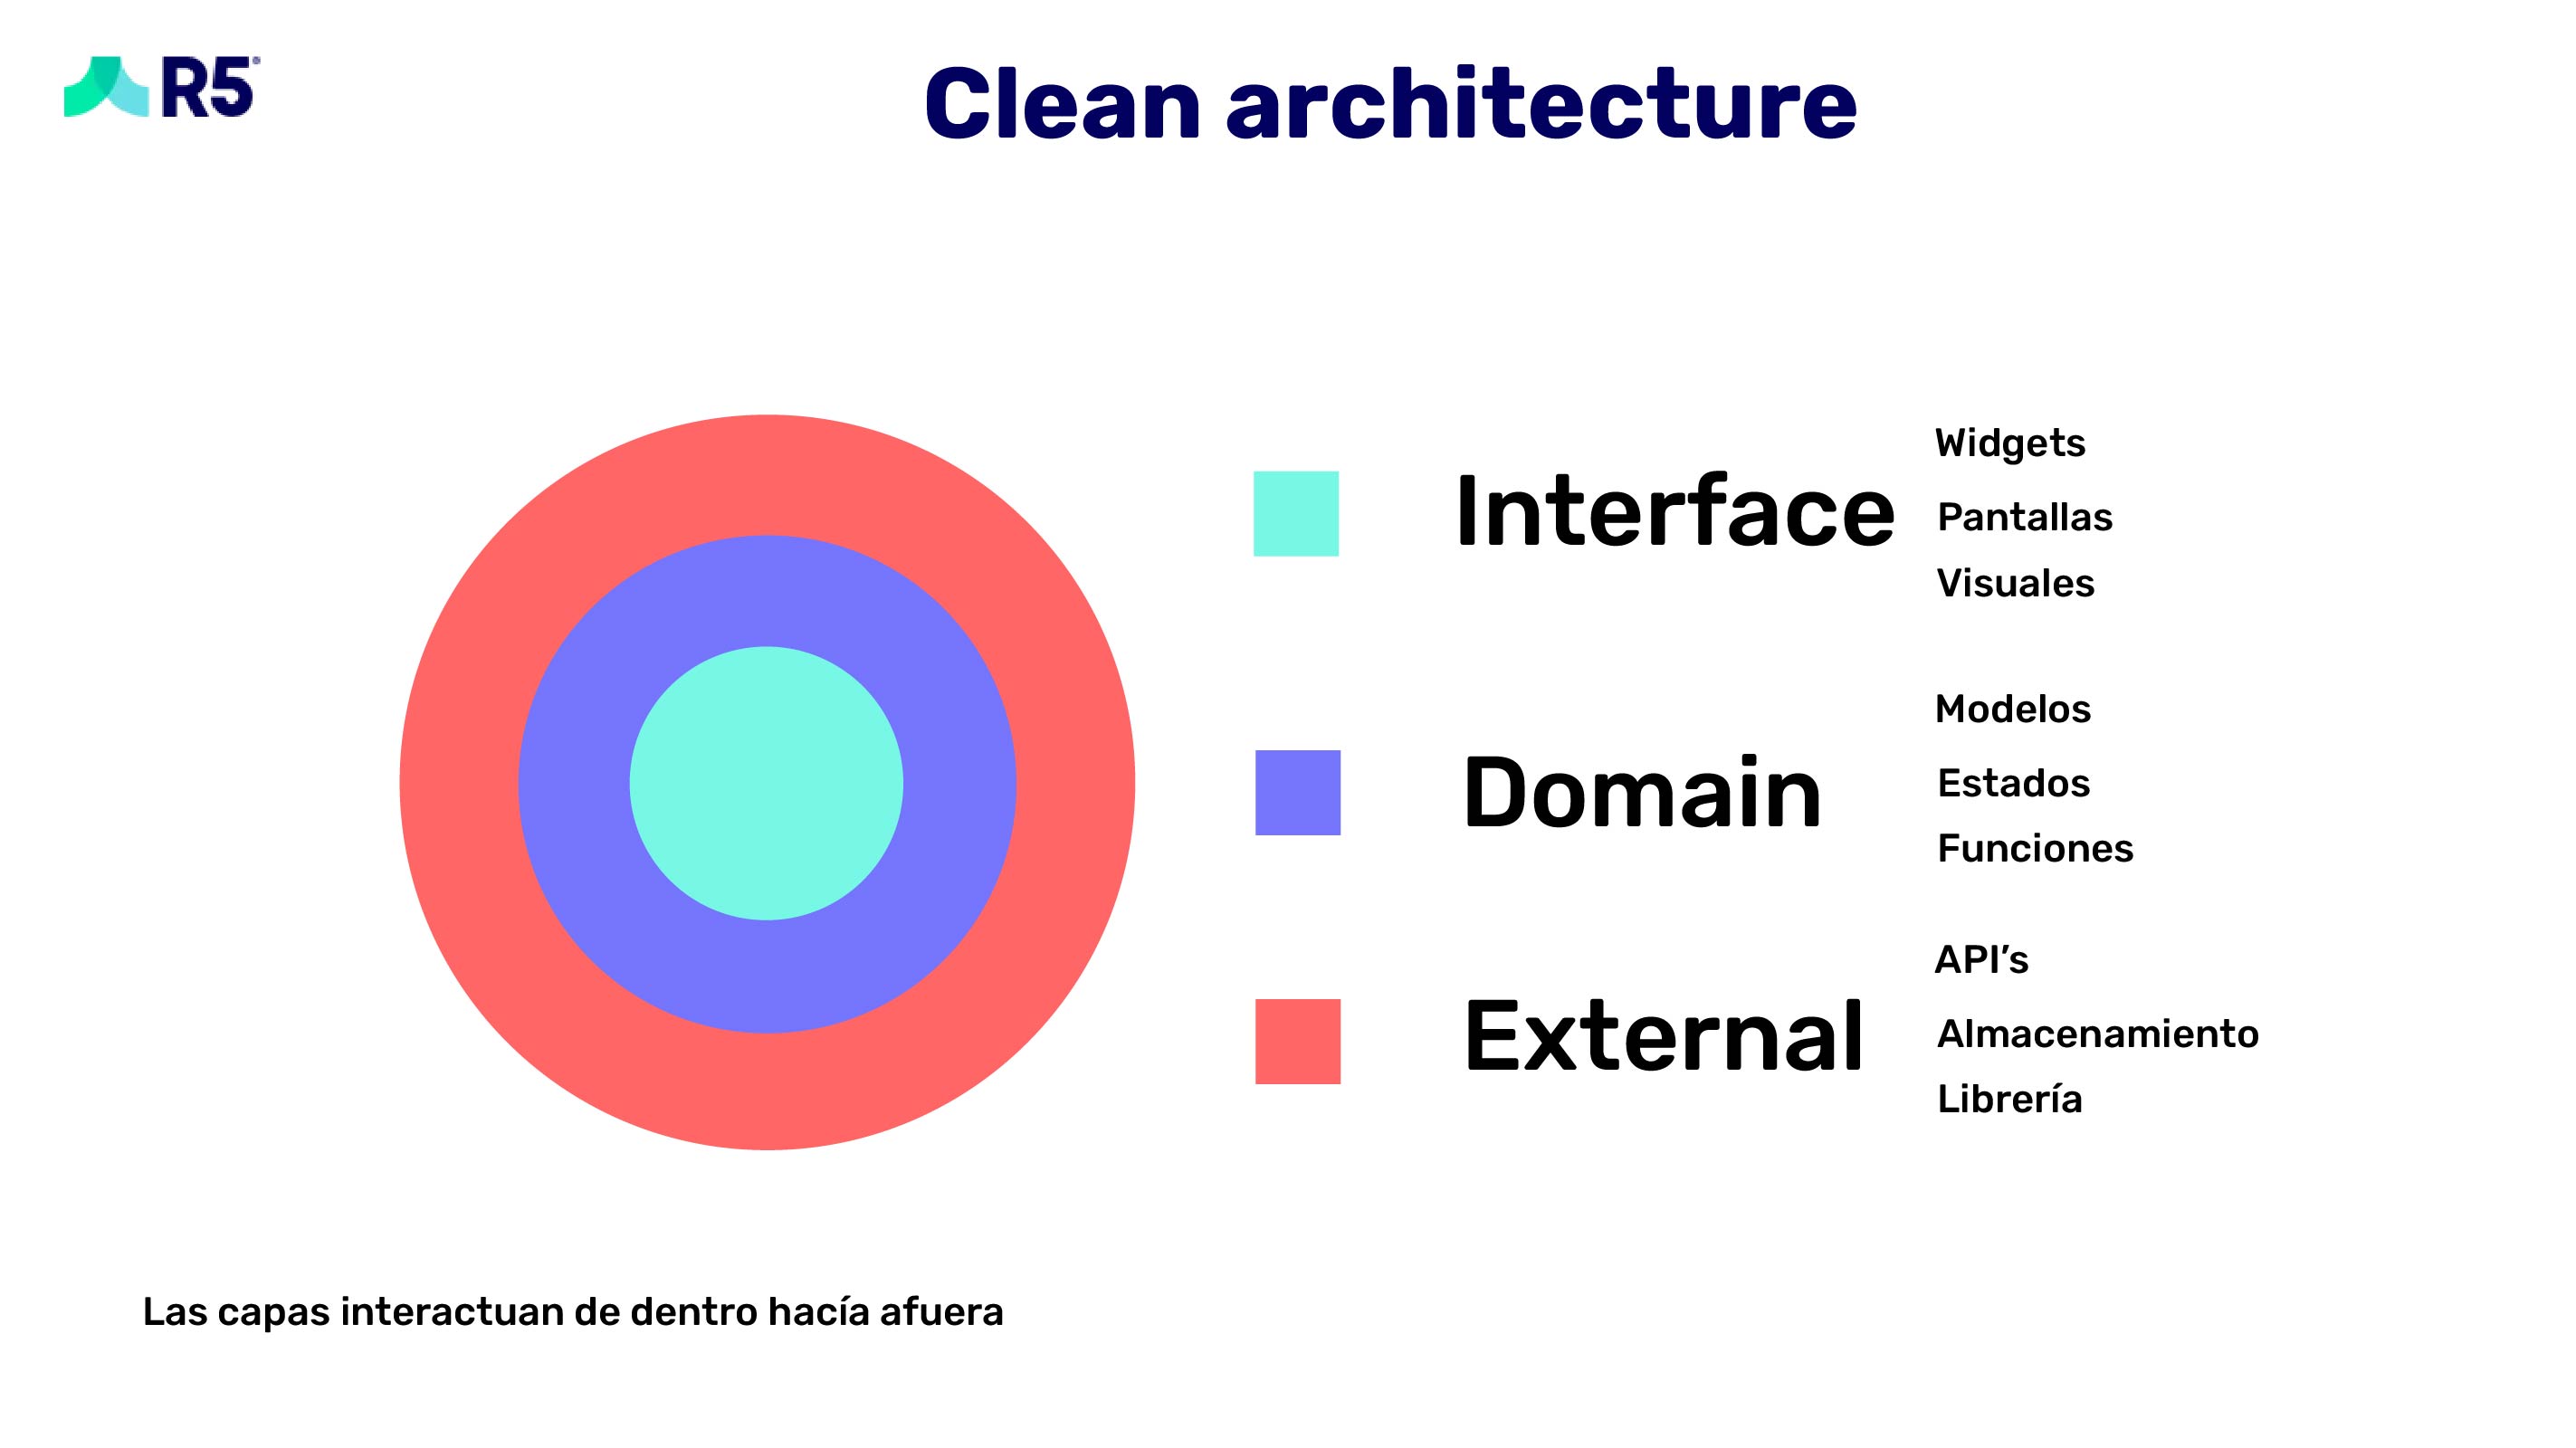 R5®
Clean architecture
Interface
Widgets
Pantallas
Visuales
Domain
Modelos
Estados
Funciones
External
API’s
Almacenamiento
Librería
Las capas interactuan de dentro hacía afuera